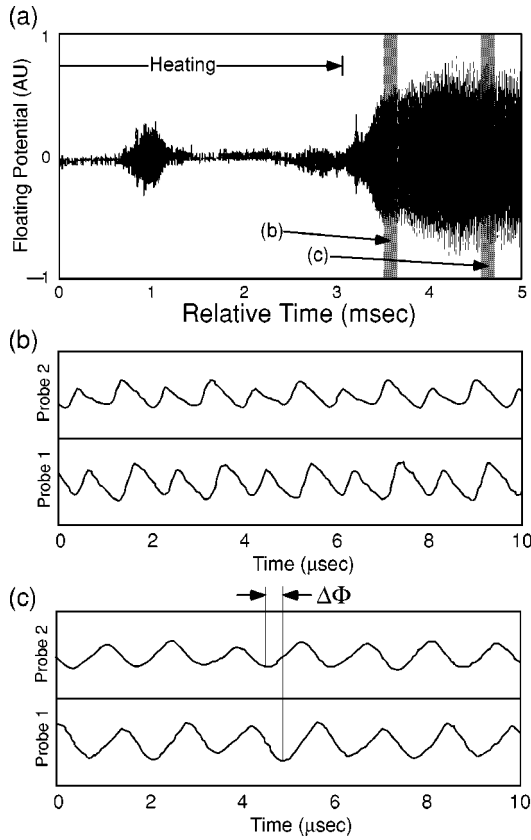 (a)
1
Heating
Floating Potential (AU)
0
(b)
(c)
–1
0 1 2 3 4 5
Relative Time (msec)
(b)
Probe 2
Probe 1
0 2 4 6 8 10
Time (μsec)
(c)
ΔΦ
Probe 2
Probe 1
0 2 4 6 8 10
Time (μsec)